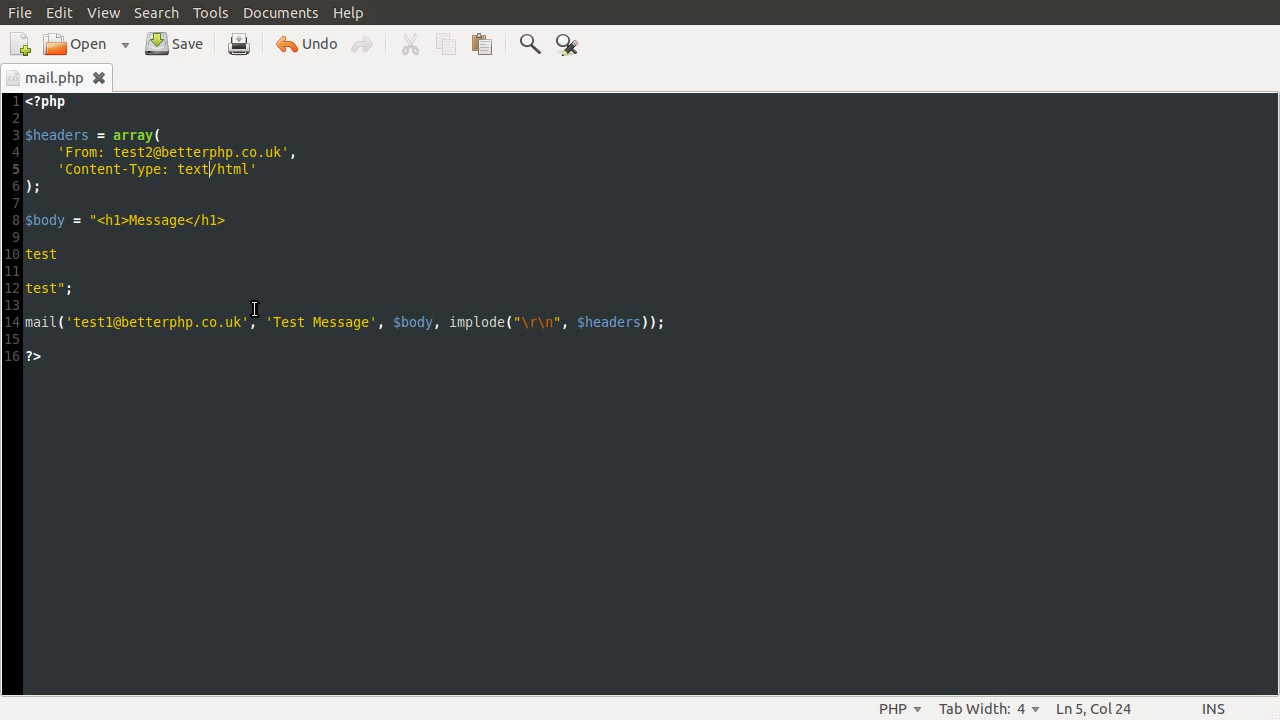 File Edit View Search Tools Documents Help
Open Save Undo
mail.php
1 <?php
2
3 $headers = array(
4     'From: test2@betterphp.co.uk',
5     'Content-Type: text/html'
6 );
7
8 $body = "<h1>Message</h1>
9
10 test
11
12 test";
13
14 mail('test1@betterphp.co.uk', 'Test Message', $body, implode("\r\n", $headers));
15
16 ?>
PHP Tab Width: 4 Ln 5, Col 24 INS